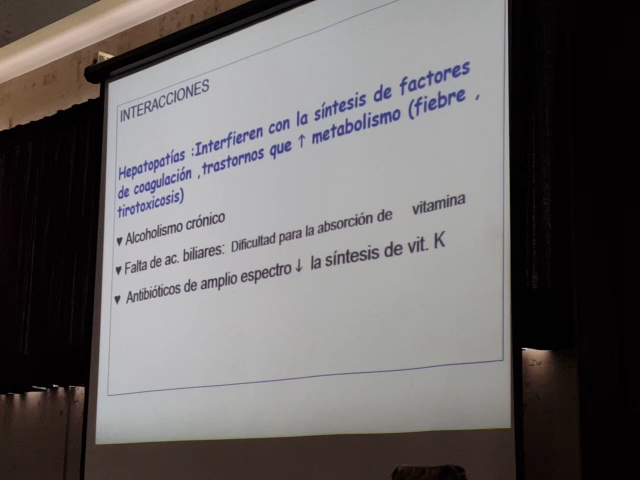 INTERACCIONES
Hepatopatías :Interfieren con la síntesis de factores
de coagulación ,trastornos que ↑ metabolismo (fiebre ,
tirotoxicosis)
♥ Alcoholismo crónico
♥ Falta de ac. biliares: Dificultad para la absorción de vitamina
♥ Antibióticos de amplio espectro ↓ la síntesis de vit. K